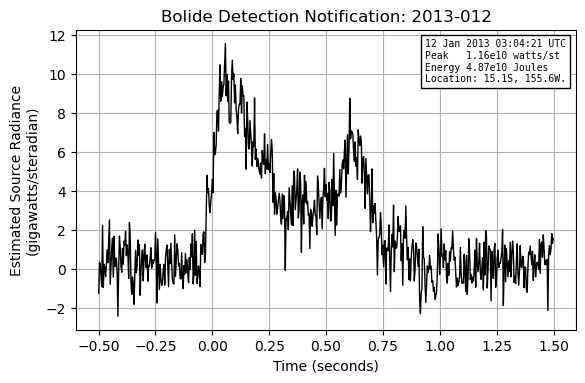 Bolide Detection Notification: 2013-012
12 Jan 2013 03:04:21 UTC
Peak   1.16e10 watts/st
Energy 4.87e10 Joules
Location: 15.1S, 155.6W.
Estimated Source Radiance
(gigawatts/steradian)
12
10
8
6
4
2
0
−2
−0.50 −0.25 0.00 0.25 0.50 0.75 1.00 1.25 1.50
Time (seconds)